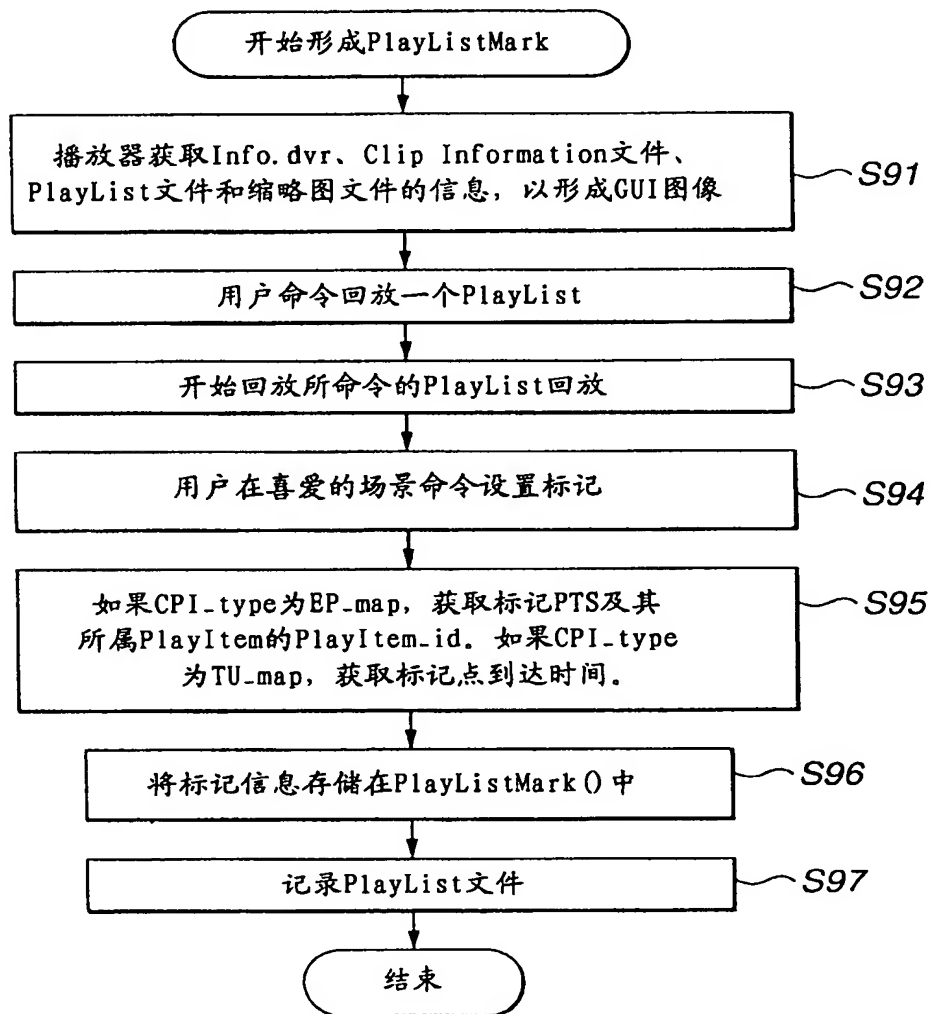 开始形成PlayListMark
播放器获取Info.dvr、Clip Information文件、
PlayList文件和缩略图文件的信息，以形成GUI图像
S91
用户命令回放一个PlayList
S92
开始回放所命令的PlayList回放
S93
用户在喜爱的场景命令设置标记
S94
如果CPI_type为EP_map，获取标记PTS及其
所属PlayItem的PlayItem_id。如果CPI_type
为TU_map，获取标记点到达时间。
S95
将标记信息存储在PlayListMark()中
S96
记录PlayList文件
S97
结束